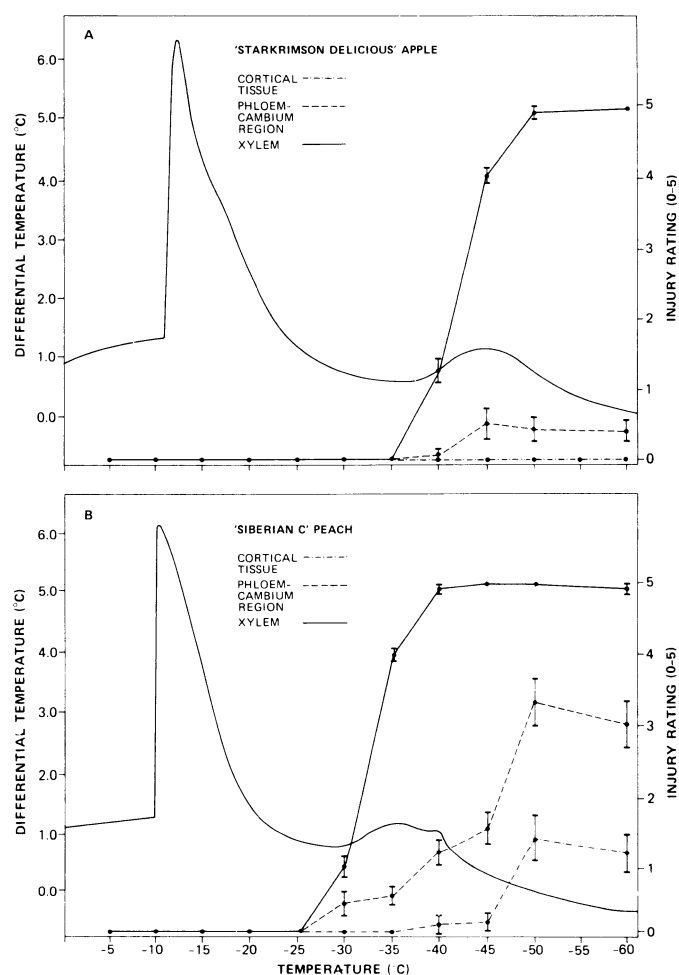 A
'STARKRIMSON DELICIOUS' APPLE
CORTICAL
TISSUE
PHLOEM-
CAMBIUM
REGION
XYLEM
DIFFERENTIAL TEMPERATURE (°C)
6.0
5.0
4.0
3.0
2.0
1.0
0.0
INJURY RATING (0-5)
5
4
3
2
1
0
B
'SIBERIAN C' PEACH
CORTICAL
TISSUE
PHLOEM-
CAMBIUM
REGION
XYLEM
DIFFERENTIAL TEMPERATURE (°C)
6.0
5.0
4.0
3.0
2.0
1.0
0.0
INJURY RATING (0-5)
5
4
3
2
1
0
-5 -10 -15 -20 -25 -30 -35 -40 -45 -50 -55 -60
TEMPERATURE (°C)